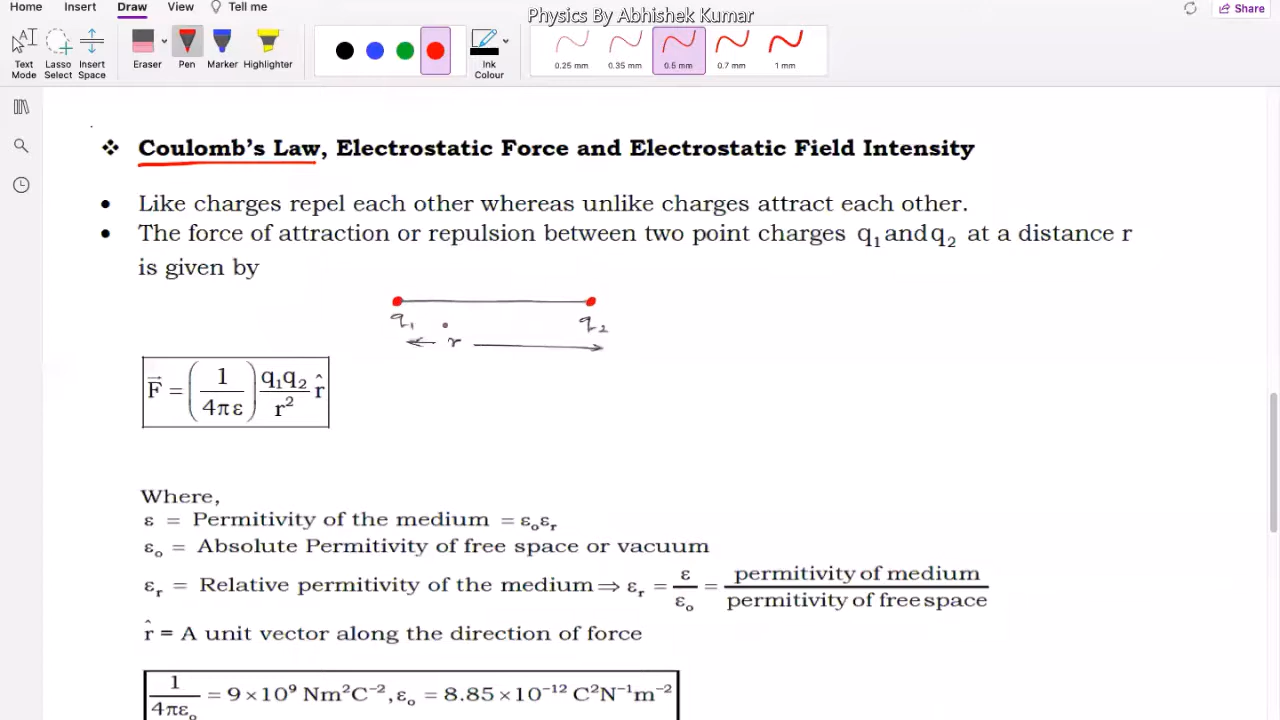 Physics By Abhishek Kumar
Home Insert Draw View Tell me Share
Text Mode Lasso Select Insert Space Eraser Pen Marker Highlighter Ink Colour 0.25 mm 0.35 mm 0.5 mm 0.7 mm 1 mm
❖ Coulomb's Law, Electrostatic Force and Electrostatic Field Intensity
• Like charges repel each other whereas unlike charges attract each other.
• The force of attraction or repulsion between two point charges q₁ and q₂ at a distance r
is given by
q₁ q₂
r
F⃗ = (1/4πε) q₁q₂/r² r̂
Where,
ε = Permitivity of the medium = εₒεᵣ
εₒ = Absolute Permitivity of free space or vacuum
εᵣ = Relative permitivity of the medium ⇒ εᵣ = ε/εₒ = permitivity of medium/permitivity of free space
r̂ = A unit vector along the direction of force
1/4πεₒ = 9×10⁹ Nm²C⁻², εₒ = 8.85×10⁻¹² C²N⁻¹m⁻²